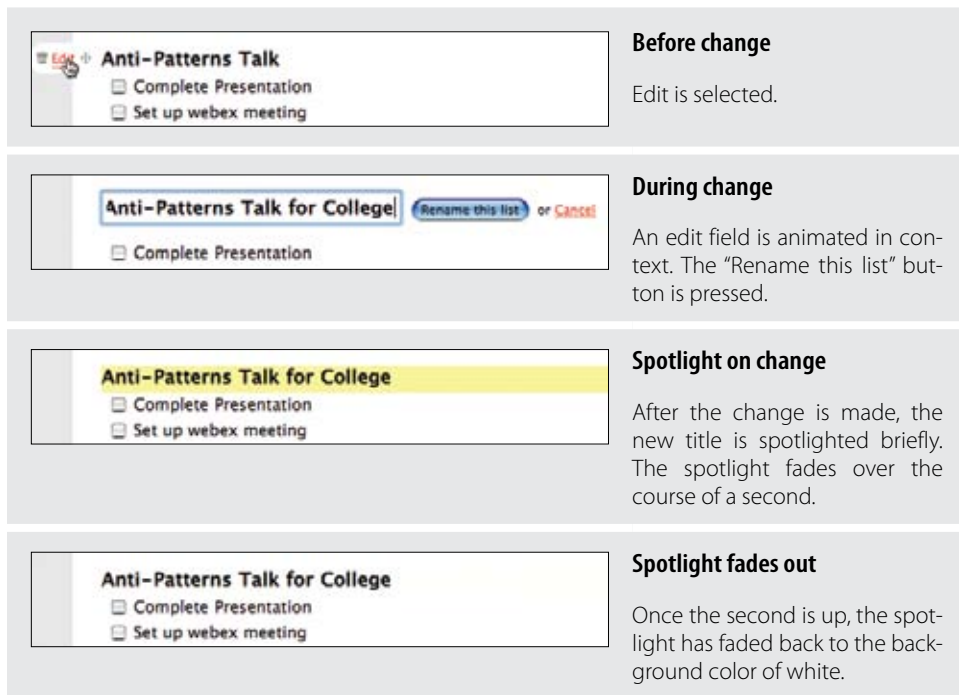 Edit Anti-Patterns Talk
Complete Presentation
Set up webex meeting
Before change
Edit is selected.
Anti-Patterns Talk for College Rename this list or Cancel
Complete Presentation
During change
An edit field is animated in con-
text. The “Rename this list” but-
ton is pressed.
Anti-Patterns Talk for College
Complete Presentation
Set up webex meeting
Spotlight on change
After the change is made, the
new title is spotlighted briefly.
The spotlight fades over the
course of a second.
Anti-Patterns Talk for College
Complete Presentation
Set up webex meeting
Spotlight fades out
Once the second is up, the spot-
light has faded back to the back-
ground color of white.